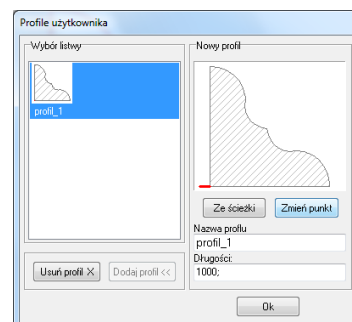 Profile użytkownika
Wybór listwy
profil_1
Usuń profil X
Dodaj profil <<
Nowy profil
Ze ścieżki
Zmień punkt
Nazwa proflu
profil_1
Długości:
1000;
Ok